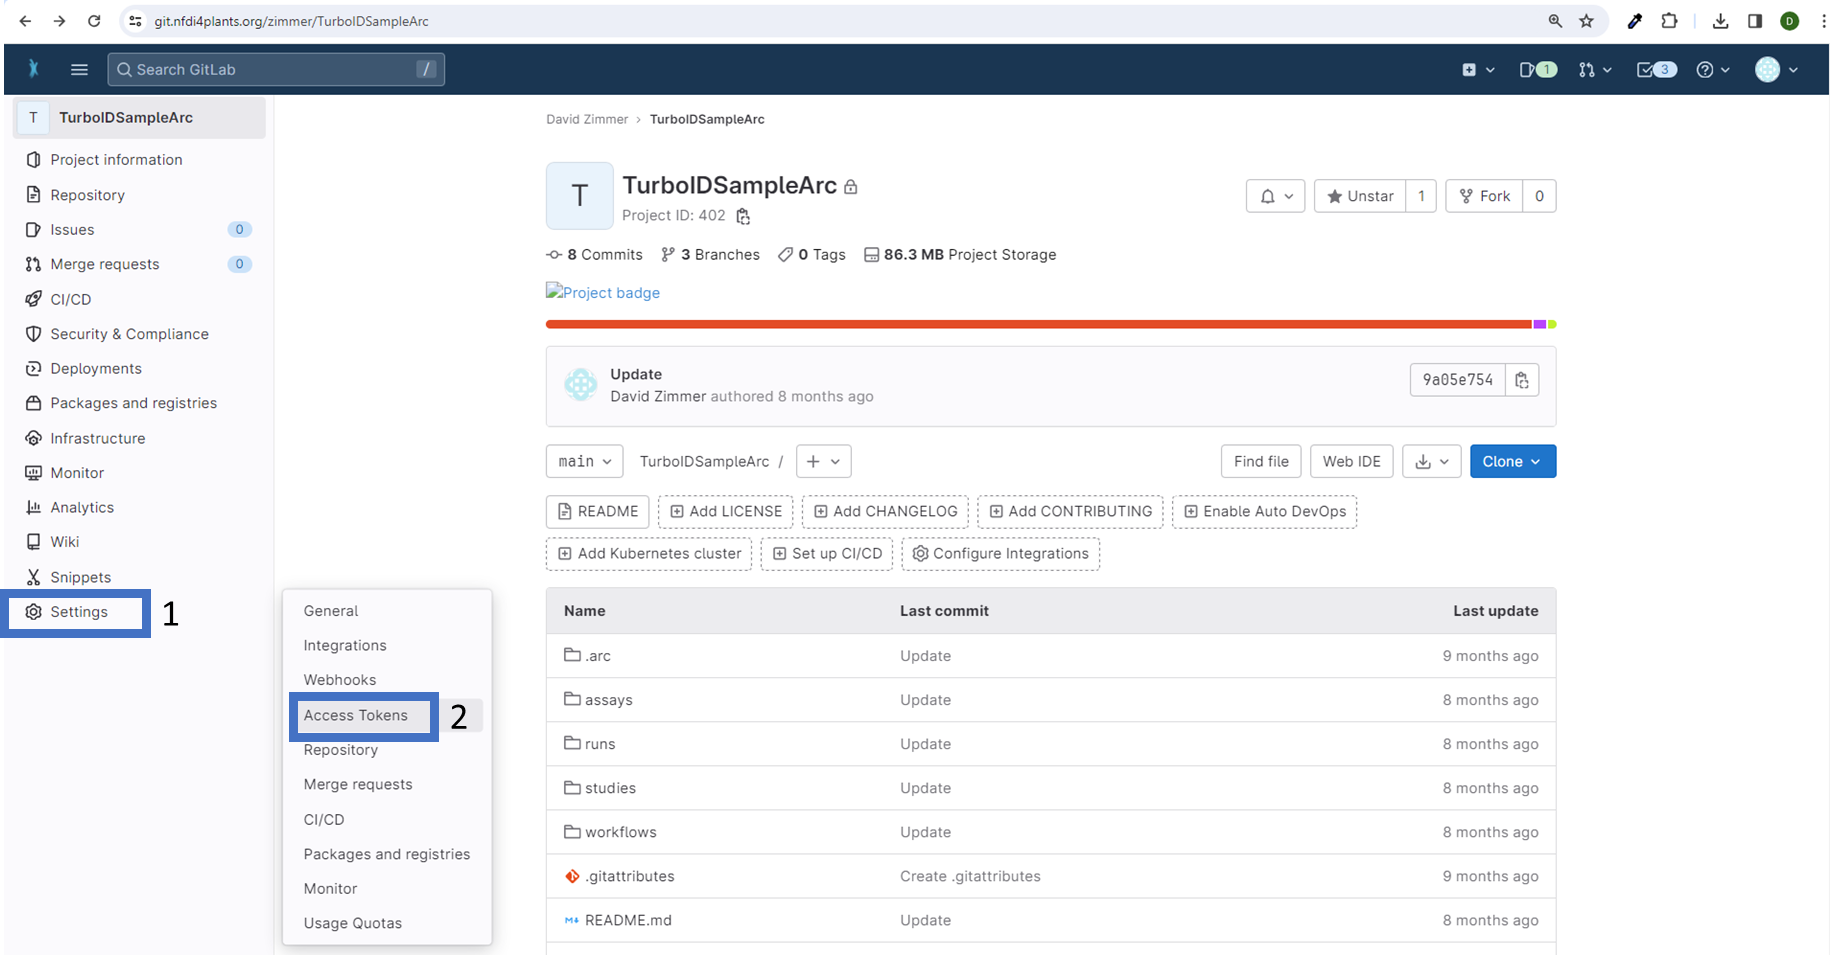 git.nfdi4plants.org/zimmer/TurboIDSampleArc
D
Search GitLab /
1
3
T TurboIDSampleArc
Project information
Repository
Issues 0
Merge requests 0
CI/CD
Security & Compliance
Deployments
Packages and registries
Infrastructure
Monitor
Analytics
Wiki
Snippets
Settings 1
General
Integrations
Webhooks
Access Tokens 2
Repository
Merge requests
CI/CD
Packages and registries
Monitor
Usage Quotas
David Zimmer › TurboIDSampleArc
T
TurboIDSampleArc
Project ID: 402
Unstar 1
Fork 0
8 Commits 3 Branches 0 Tags 86.3 MB Project Storage
Project badge
Update
David Zimmer authored 8 months ago
9a05e754
main TurboIDSampleArc / +
Find file Web IDE Clone
README Add LICENSE Add CHANGELOG Add CONTRIBUTING Enable Auto DevOps
Add Kubernetes cluster Set up CI/CD Configure Integrations
Name Last commit Last update
.arc Update 9 months ago
assays Update 8 months ago
runs Update 8 months ago
studies Update 8 months ago
workflows Update 8 months ago
.gitattributes Create .gitattributes 9 months ago
README.md Update 8 months ago